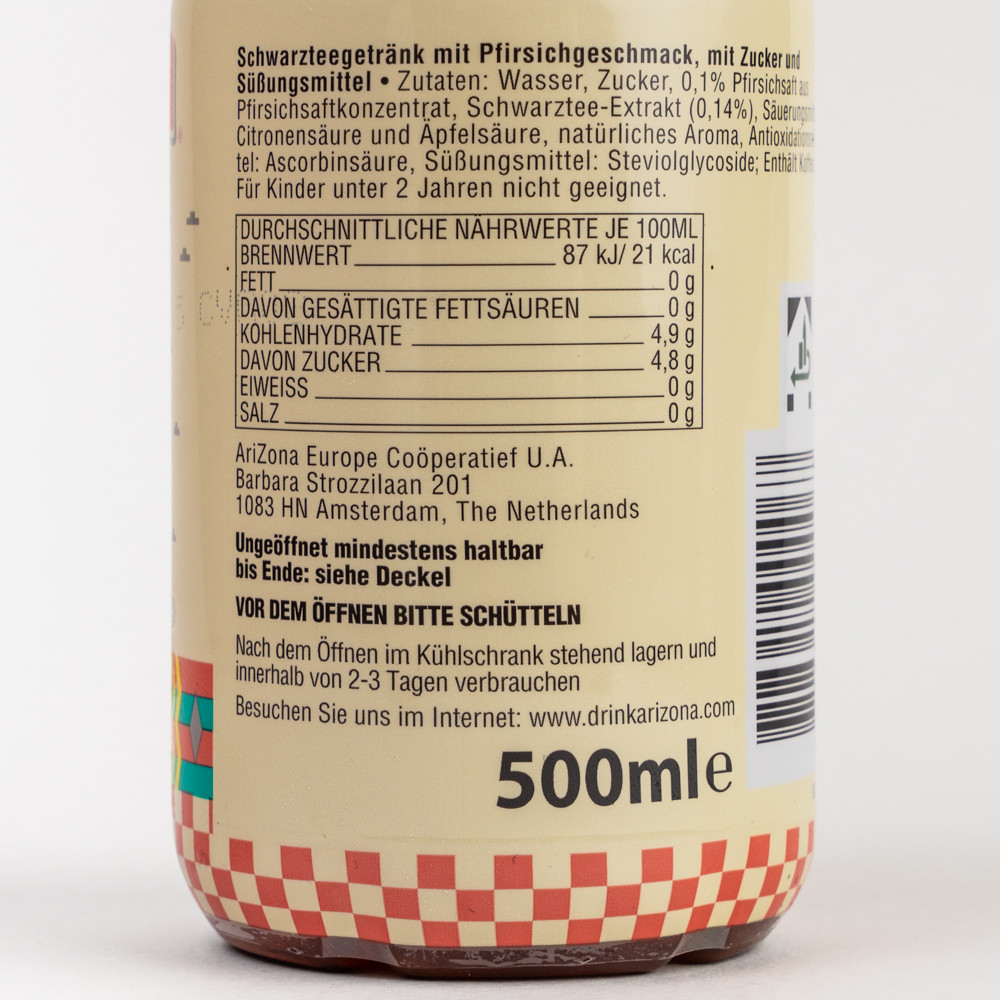 Schwarzteegetränk mit Pfirsichgeschmack, mit Zucker und
Süßungsmittel • Zutaten: Wasser, Zucker, 0,1% Pfirsichsaft aus
Pfirsichsaftkonzentrat, Schwarztee-Extrakt (0,14%),
Citronensäure und Äpfelsäure, natürliches Aroma,
tel: Ascorbinsäure, Süßungsmittel: Steviolglycoside; Enthält
Für Kinder unter 2 Jahren nicht geeignet.
DURCHSCHNITTLICHE NÄHRWERTE JE 100ML
BRENNWERT 87 kJ/ 21 kcal
FETT 0 g
DAVON GESÄTTIGTE FETTSÄUREN 0 g
KOHLENHYDRATE 4,9 g
DAVON ZUCKER 4,8 g
EIWEISS 0 g
SALZ 0 g
AriZona Europe Coöperatief U.A.
Barbara Strozzilaan 201
1083 HN Amsterdam, The Netherlands
Ungeöffnet mindestens haltbar
bis Ende: siehe Deckel
VOR DEM ÖFFNEN BITTE SCHÜTTELN
Nach dem Öffnen im Kühlschrank stehend lagern und
innerhalb von 2-3 Tagen verbrauchen
Besuchen Sie uns im Internet: www.drinkarizona.com
500ml e